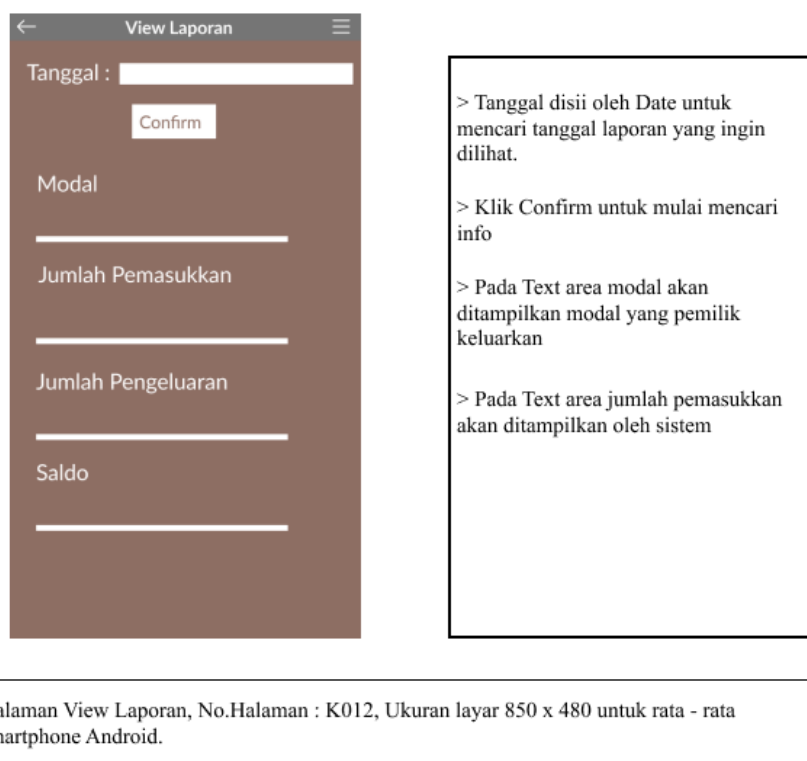 View Laporan
Tanggal :
Confirm
Modal
Jumlah Pemasukkan
Jumlah Pengeluaran
Saldo
> Tanggal disii oleh Date untuk
mencari tanggal laporan yang ingin
dilihat.
> Klik Confirm untuk mulai mencari
info
> Pada Text area modal akan
ditampilkan modal yang pemilik
keluarkan
> Pada Text area jumlah pemasukkan
akan ditampilkan oleh sistem
alaman View Laporan, No.Halaman : K012, Ukuran layar 850 x 480 untuk rata - rata
martphone Android.